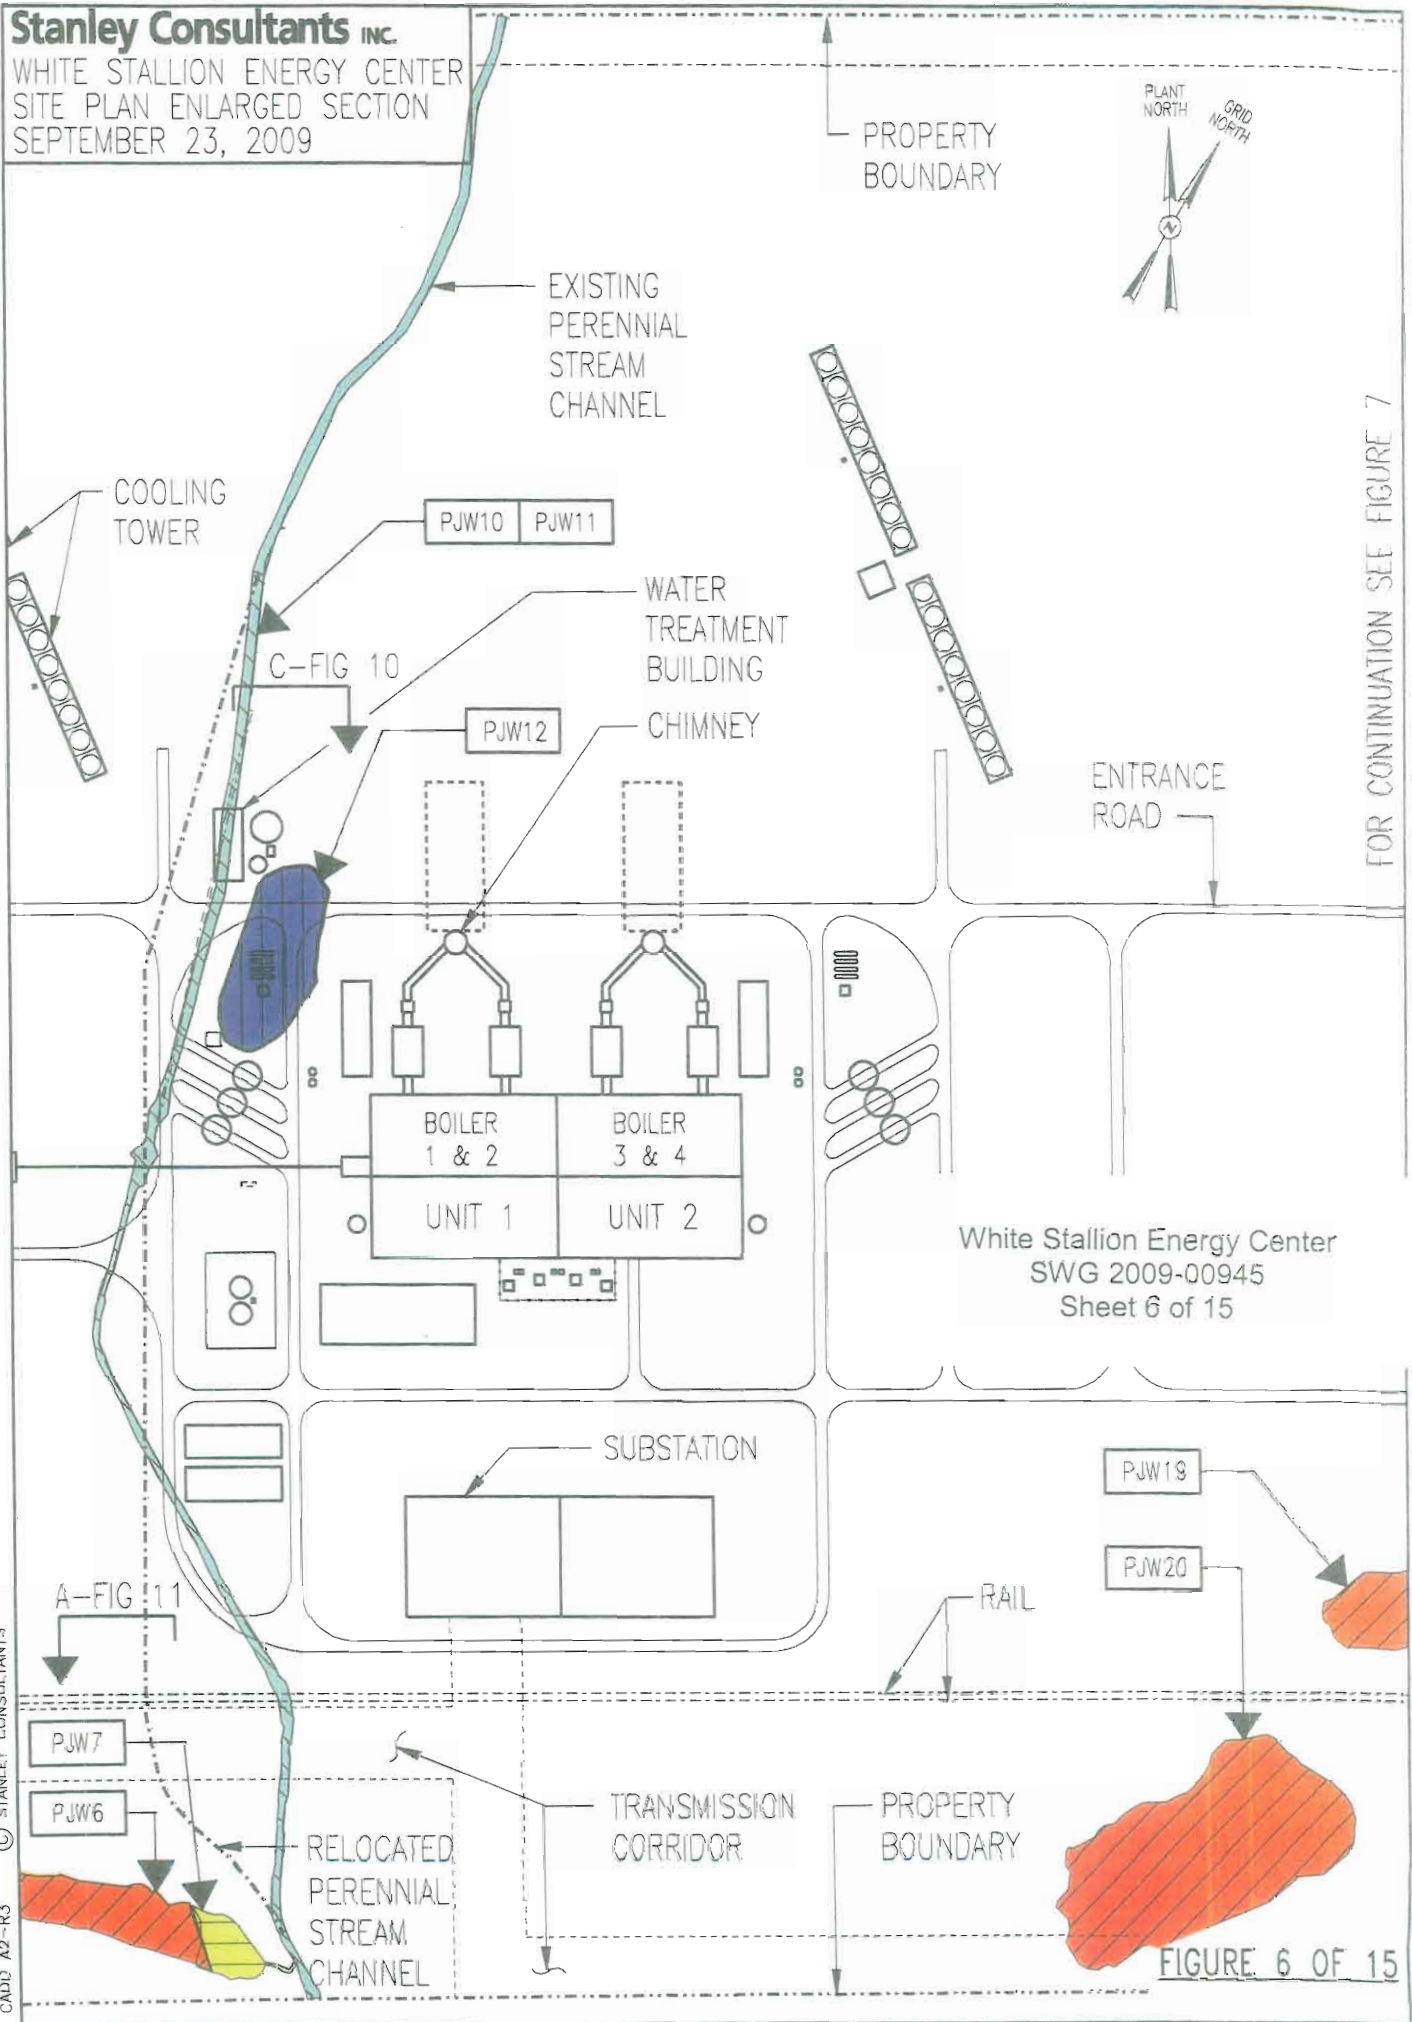 Stanley Consultants INC.
WHITE STALLION ENERGY CENTER
SITE PLAN ENLARGED SECTION
SEPTEMBER 23, 2009
PROPERTY
BOUNDARY
PLANT
NORTH
GRID
NORTH
N
EXISTING
PERENNIAL
STREAM
CHANNEL
FOR CONTINUATION SEE FIGURE 7
COOLING
TOWER
PJW10
PJW11
WATER
TREATMENT
BUILDING
C-FIG 10
PJW12
CHIMNEY
ENTRANCE
ROAD
BOILER
1 & 2
BOILER
3 & 4
UNIT 1
UNIT 2
White Stallion Energy Center
SWG 2009-00945
Sheet 6 of 15
SUBSTATION
PJW19
PJW20
A-FIG 11
RAIL
PJW7
PJW6
TRANSMISSION
CORRIDOR
PROPERTY
BOUNDARY
RELOCATED
PERENNIAL
STREAM
CHANNEL
FIGURE 6 OF 15
CADD A2-R3 © STANLEY CONSULTANTS